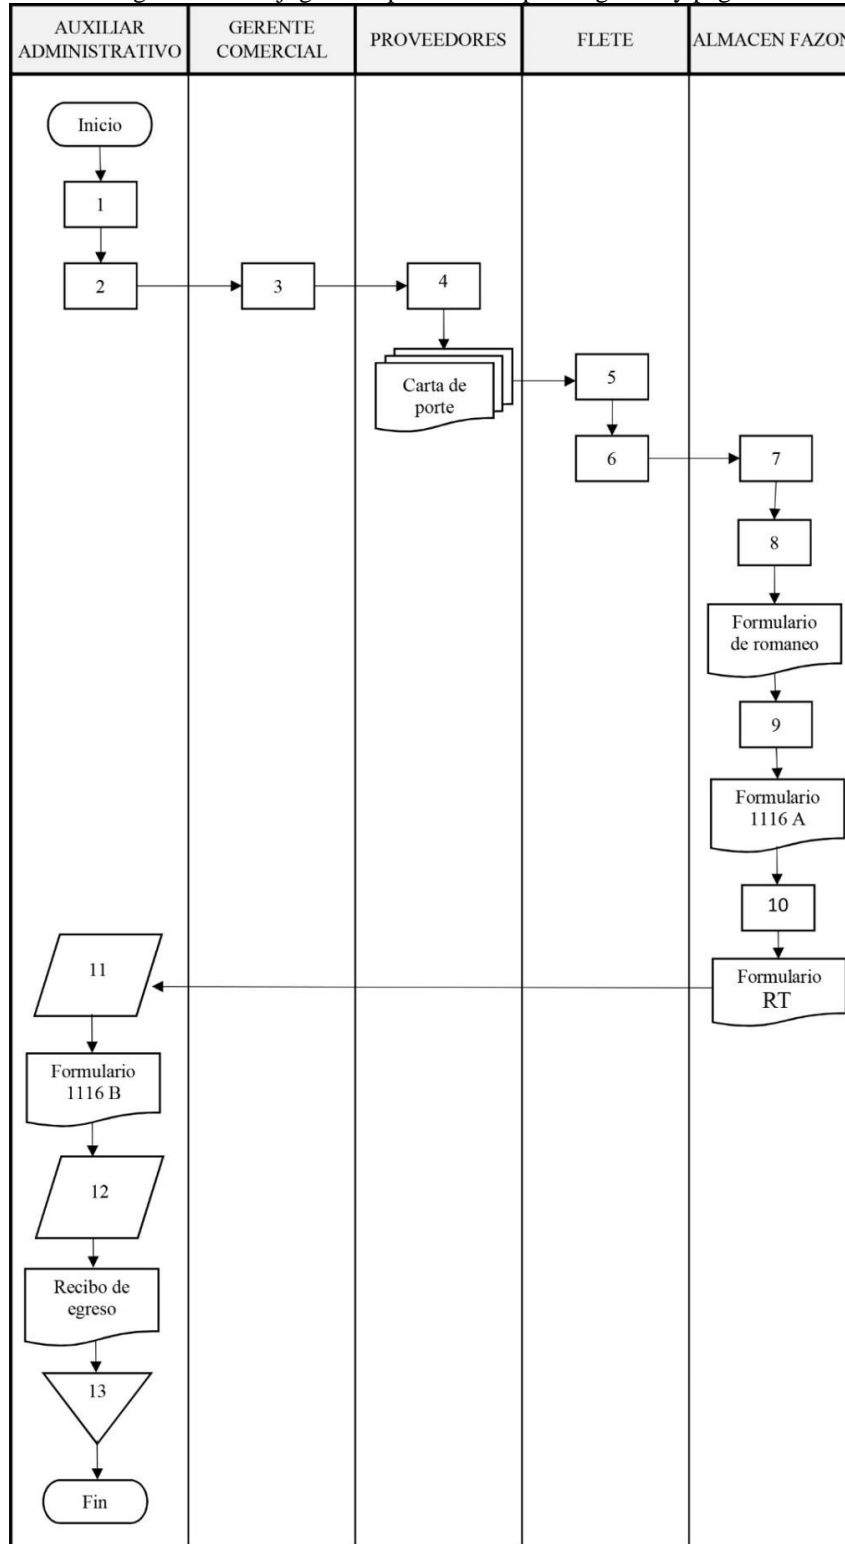 AUXILIAR
ADMINISTRATIVO
GERENTE
COMERCIAL
PROVEEDORES
FLETE
ALMACEN FAZON
Inicio
1
2
3
4
Carta de
porte
5
6
7
8
Formulario
de romaneo
9
Formulario
1116 A
10
Formulario
RT
11
Formulario
1116 B
12
Recibo de
egreso
13
Fin